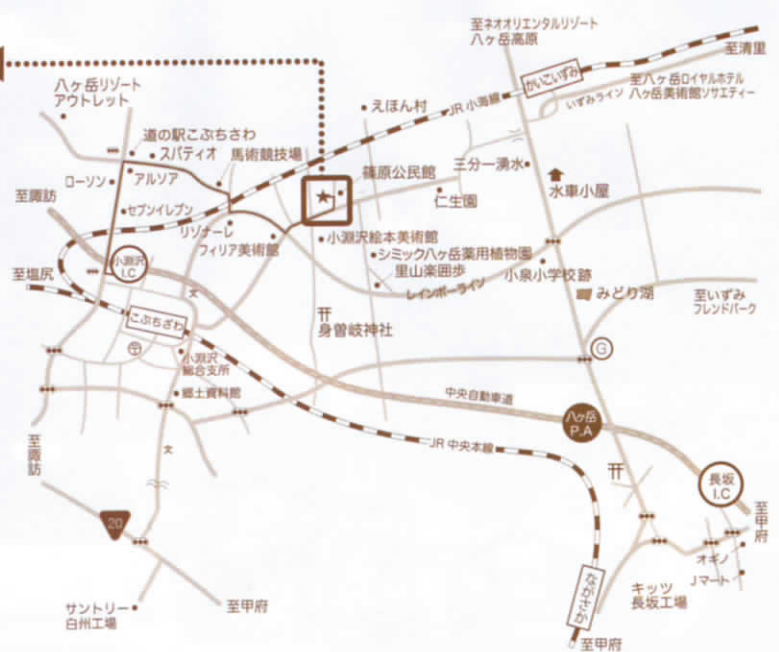 至ネオオリエンタルリゾート
八ヶ岳高原
至清里
かいこいずみ
至八ヶ岳ロイヤルホテル
八ヶ岳美術館ソサエティー
いずみライン
JR 小海線
えほん村
八ヶ岳リゾート
アウトレット
道の駅こぶちさわ
スパティオ
馬術競技場
アルソア
ローソン
セブンイレブン
リゾナーレ
フィリア美術館
篠原公民館
仁生園
三分一湧水
水車小屋
小淵沢絵本美術館
シミック八ヶ岳薬用植物園
里山楽囲歩
小泉小学校跡
レインボーライン
みどり湖
至いずみ
フレンドパーク
至諏訪
小淵沢
I.C
至塩尻
こぶちざわ
文
身曽岐神社
G
小淵沢
総合支所
郷土資料館
中央自動車道
八ヶ岳
P.A
JR 中央本線
文
長坂
I.C
至甲府
至諏訪
20
オギノ
Jマート
キッツ
長坂工場
ながさか
サントリー
白州工場
至甲府
至甲府